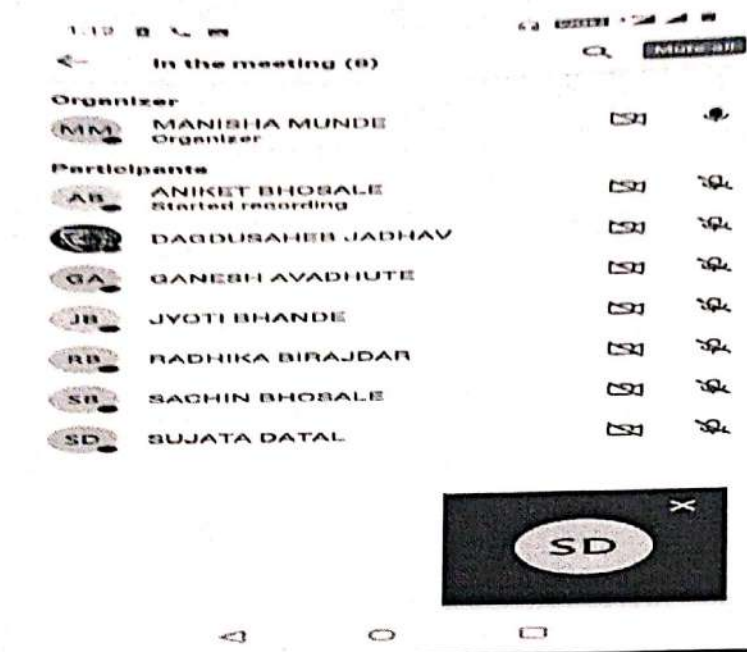 In the meeting (8)
Mute all
Organizer
MM MANISHA MUNDE
Organizer
Participants
AB ANIKET BHOSALE
Started recording
DAGDUSAHEB JADHAV
GA GANESH AVADHUTE
JB JYOTI BHANDE
RB RADHIKA BIRAJDAR
SB SACHIN BHOSALE
SD SUJATA DATAL
SD